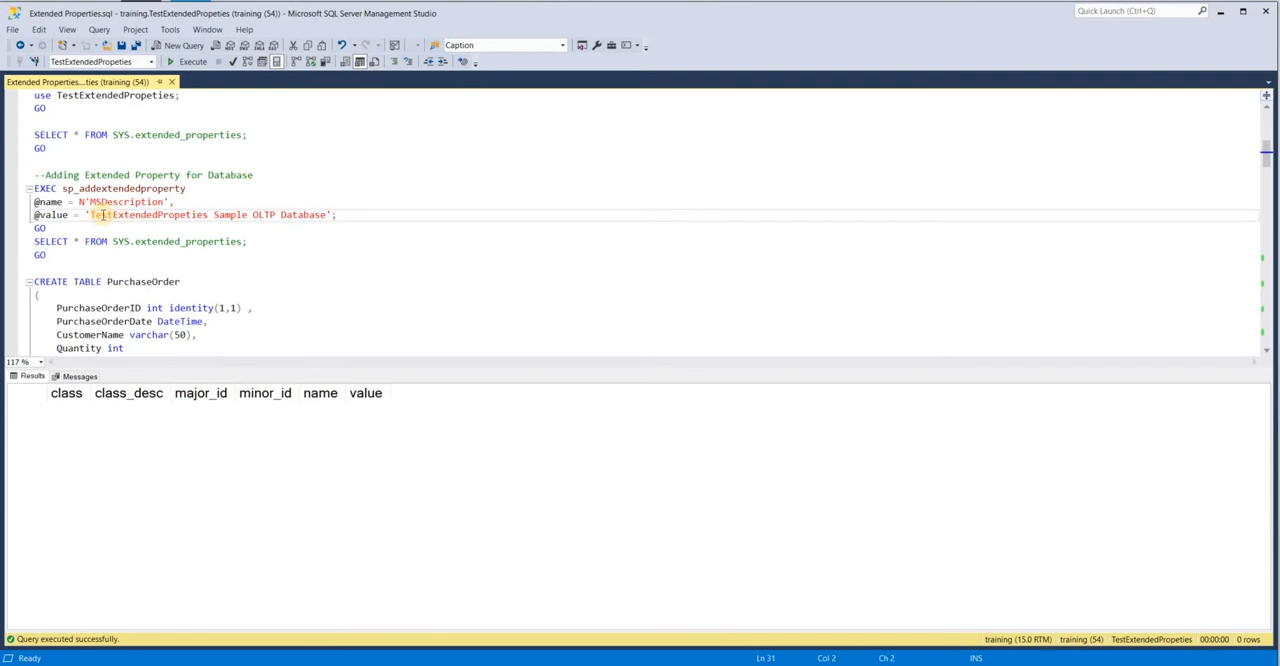 Extended Properties.sql - training.TestExtendedPropeties (training (54)) - Microsoft SQL Server Management Studio
Quick Launch (Ctrl+Q)
File Edit View Query Project Tools Window Help
New Query
Caption
TestExtendedPropeties
Execute
Extended Properties....ties (training (54))
use TestExtendedPropeties;
GO
SELECT * FROM SYS.extended_properties;
GO
--Adding Extended Property for Database
EXEC sp_addextendedproperty
@name = N'MSDescription',
@value = 'TestExtendedPropeties Sample OLTP Database';
GO
SELECT * FROM SYS.extended_properties;
GO
CREATE TABLE PurchaseOrder
(
PurchaseOrderID int identity(1,1) ,
PurchaseOrderDate DateTime,
CustomerName varchar(50),
Quantity int
117 %
Results Messages
class class_desc major_id minor_id name value
Query executed successfully.
training (15.0 RTM) training (54) TestExtendedPropeties 00:00:00 0 rows
Ready
Ln 31 Col 2 Ch 2 INS